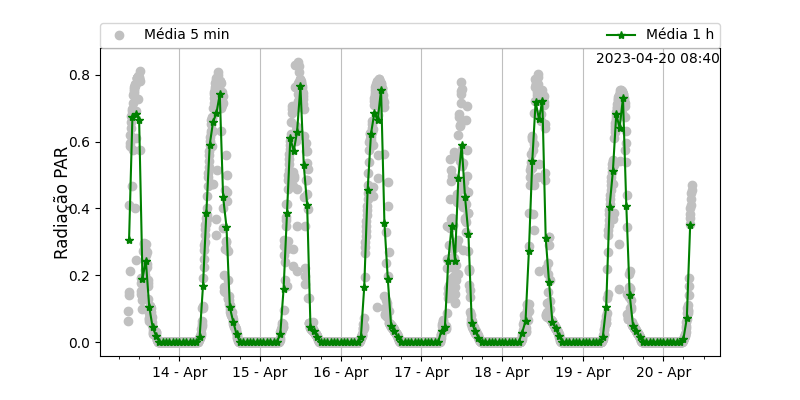 Média 5 min
Média 1 h
2023-04-20 08:40
Radiação PAR
0.8
0.6
0.4
0.2
0.0
14 - Apr
15 - Apr
16 - Apr
17 - Apr
18 - Apr
19 - Apr
20 - Apr